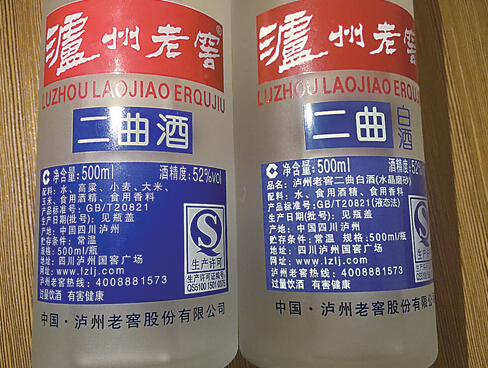 泸州老窖®
LUZHOU LAOJIAO ERQUJIU
二曲酒
净含量:500ml 酒精度:52%vol
配料:水、高粱、小麦、大米、
玉米、食用酒精、食用香料
产品标准号:GB/T20821
生产日期(批号):见瓶盖
产地:中国四川泸州
贮存条件:常温
规格:500ml/瓶
地址:四川泸州国窖广场
网址:www.lzlj.com
泸州老窖热线:4008881573
过量饮酒 有害健康
生产许可
中国·泸州老窖股份有限公司
泸州老窖
LUZHOU LAOJIAO ERQU
二曲白酒
净含量:500ml 酒精度:52%
品名:泸州老窖二曲白酒(水晶磨砂)
配料:水、食用酒精、食用香料
产品标准号:GB/T20821(液态法)
生产日期(批号):见瓶盖
产地:中国四川泸州
贮存条件:常温 规格:500ml/瓶
地址:四川泸州国窖广场
网址:www.lzlj.com
泸州老窖热线:4008881573
过量饮酒 有害健康
生产许可
中国·泸州老窖股份有限公